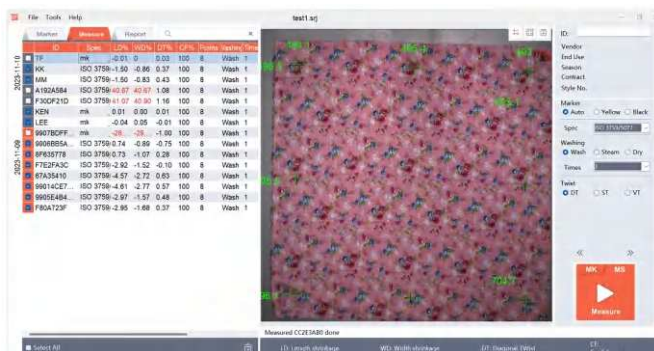 File Tools Help
test1.srj
Marker Measure Report
ID Spec LD% WD% DT% OF% Points Washing Time
2025-11-10
TF mk -0.01 0 0.03 100 8 Wash 1
KK ISO 3759 -1.50 -0.86 0.37 100 8 Wash 1
MM ISO 3759 -1.50 -0.83 0.43 100 8 Wash 1
A192A584 ISO 3759 40.87 40.67 1.08 100 8 Wash 1
F30DF21D ISO 3759 41.07 40.90 1.16 100 8 Wash 1
KEN mk 0.01 0.00 0.01 100 8 Wash 1
LEE mk -0.04 0.05 -0.01 100 8 Wash 1
2025-11-09
9907BDFF... mk -28... -28... -1.00 100 8 Wash 1
9906BB5A... ISO 3759 0.74 -0.89 -0.75 100 8 Wash 1
6F635778 ISO 3759 0.73 -1.07 0.28 100 8 Wash 1
F7E2FA3C ISO 3759 -2.92 -1.52 -0.10 100 8 Wash 1
67A35410 ISO 3759 -4.57 -2.72 0.63 100 8 Wash 1
99014CE7... ISO 3759 -4.61 -2.77 0.57 100 8 Wash 1
9905E4B4... ISO 3759 -2.97 -1.57 0.48 100 8 Wash 1
F80A723F ISO 3759 -2.95 -1.68 0.37 100 8 Wash 1
Select All
Measured CC2E3AB0 done
LD: Length shrinkage WD: Width shrinkage DT: Diagonal TWist
ID:
Vendor
End Use
Season
Contact
Style No.
Marker
Auto Yellow Black
Spec
Washing
Wash Steam Dry
Times
Twist
DT ST VT
MK MS
Measure